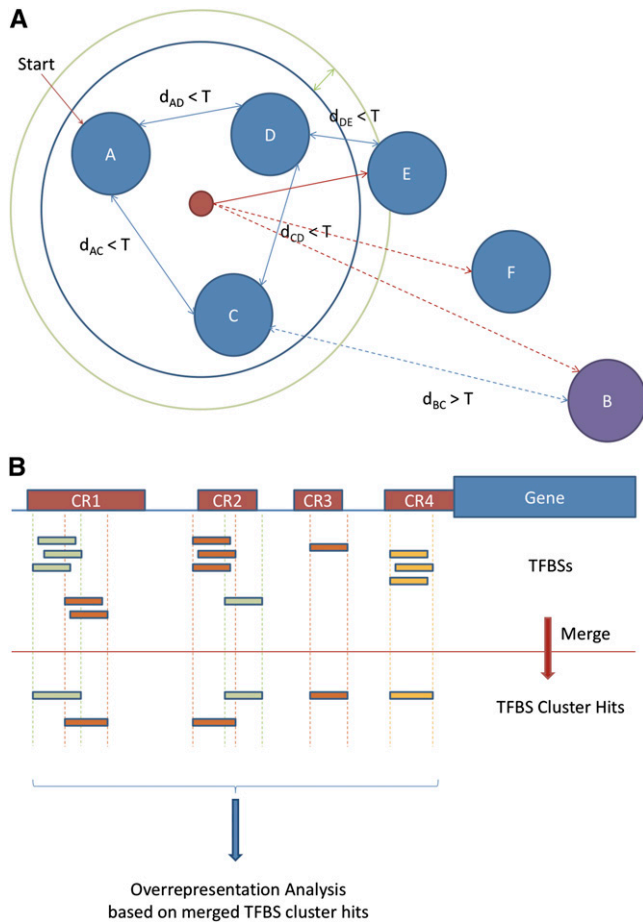 A
Start
d_AD < T
D
d_DE < T
A
E
d_AC < T
d_CD < T
F
C
B
d_BC > T
B
CR1
CR2
CR3
CR4
Gene
TFBSs
Merge
TFBS Cluster Hits
Overrepresentation Analysis
based on merged TFBS cluster hits